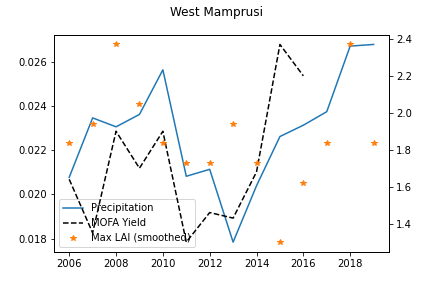 West Mamprusi
0.026
0.024
0.022
0.020
0.018
2.4
2.2
2.0
1.8
1.6
1.4
Precipitation
MOFA Yield
Max LAI (smoothed)
2006 2008 2010 2012 2014 2016 2018